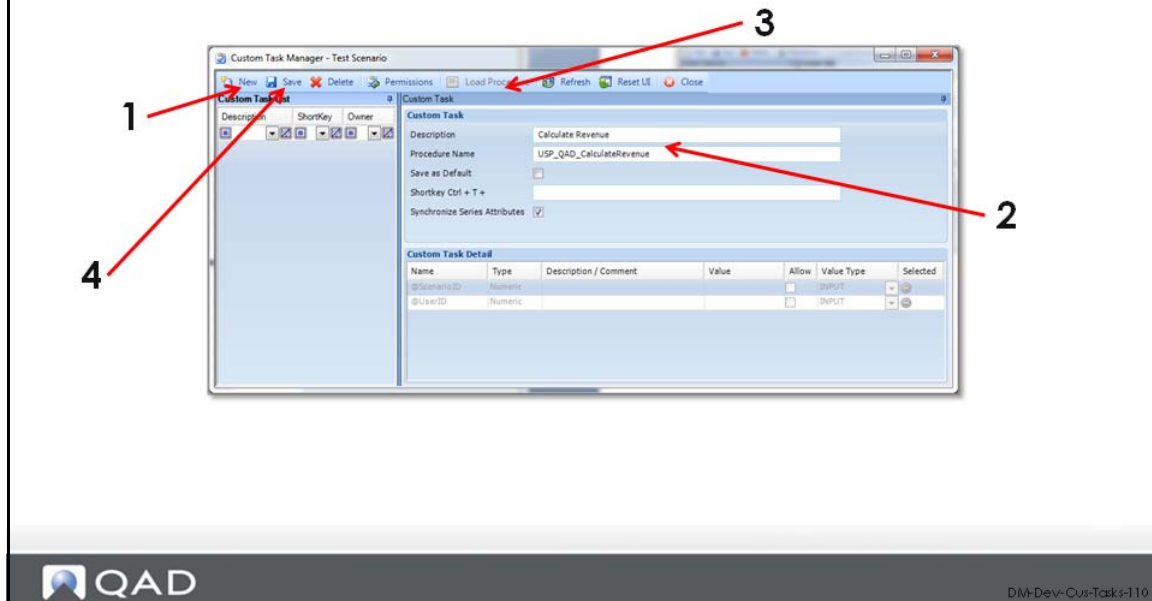 3
Custom Task Manager - Test Scenario
New Save Delete Permissions Load Proc Refresh Reset UI Close
1
Custom Task List
Custom Task
Description ShortKey Owner
Custom Task
Description Calculate Revenue
Procedure Name USP_QAD_CalculateRevenue
Save as Default
Shortkey Ctrl + T +
Synchronize Series Attributes
2
4
Custom Task Detail
Name Type Description / Comment Value Allow Value Type Selected
@ScenarioID Numeric INPUT
@UserID Numeric INPUT
QAD
DM-Dev-Cus-Tasks-110